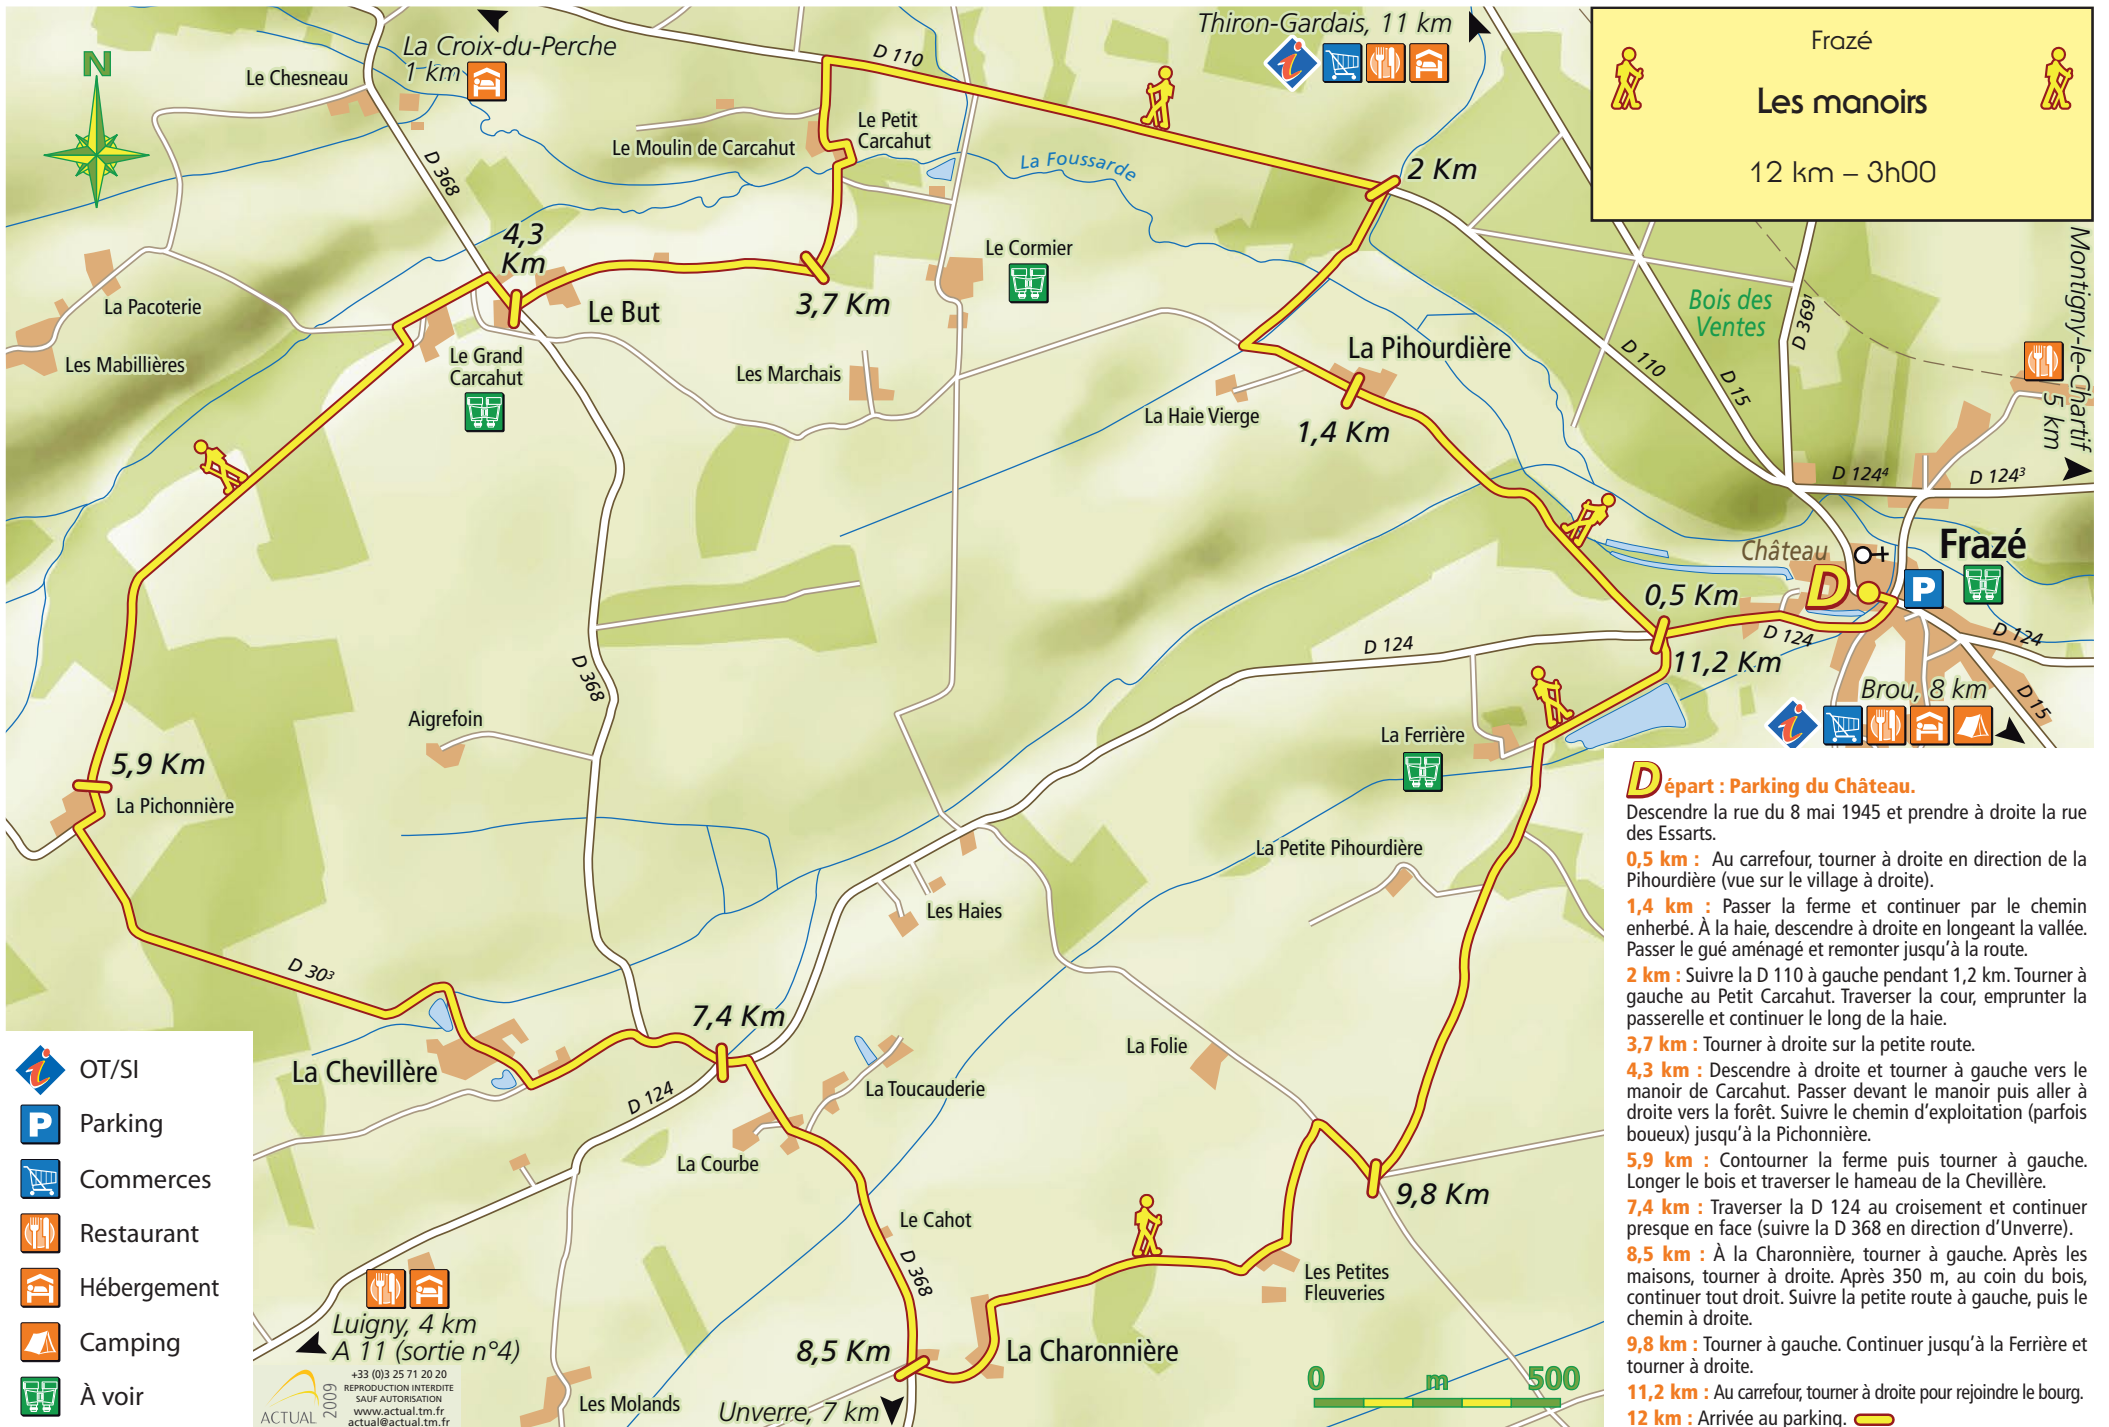 Frazé
Les manoirs
12 km – 3h00
Thiron-Gardais, 11 km
La Croix-du-Perche
1 km
N
Le Chesneau
D 110
Le Petit
Carcahut
Le Moulin de Carcahut
La Foussarde
2 Km
D 368
4,3
Km
Le Cormier
3,7 Km
Le But
La Pacoterie
Les Mabillières
Le Grand
Carcahut
Les Marchais
La Pihourdière
La Haie Vierge
1,4 Km
Bois des
Ventes
D 369¹
D 110
D 15
Montigny-le-Chartif
5 km
D 124⁴
D 124³
Château
Frazé
D
P
0,5 Km
D 124
D 124
D 124
11,2 Km
Brou, 8 km
D 15
D 368
Aigrefoin
La Ferrière
5,9 Km
La Pichonnière
La Petite Pihourdière
Les Haies
D 30³
7,4 Km
La Chevillère
D 124
La Toucauderie
La Folie
La Courbe
Le Cahot
D 368
9,8 Km
Les Petites
Fleuveries
Luigny, 4 km
A 11 (sortie n°4)
8,5 Km
La Charonnière
Les Molands
Unverre, 7 km
0 m 500
OT/SI
P Parking
Commerces
Restaurant
Hébergement
Camping
À voir
ACTUAL 2009
+33 (0)3 25 71 20 20
REPRODUCTION INTERDITE
SAUF AUTORISATION
www.actual.tm.fr
actual@actual.tm.fr
Départ : Parking du Château.
Descendre la rue du 8 mai 1945 et prendre à droite la rue
des Essarts.
0,5 km : Au carrefour, tourner à droite en direction de la
Pihourdière (vue sur le village à droite).
1,4 km : Passer la ferme et continuer par le chemin
enherbé. À la haie, descendre à droite en longeant la vallée.
Passer le gué aménagé et remonter jusqu'à la route.
2 km : Suivre la D 110 à gauche pendant 1,2 km. Tourner à
gauche au Petit Carcahut. Traverser la cour, emprunter la
passerelle et continuer le long de la haie.
3,7 km : Tourner à droite sur la petite route.
4,3 km : Descendre à droite et tourner à gauche vers le
manoir de Carcahut. Passer devant le manoir puis aller à
droite vers la forêt. Suivre le chemin d'exploitation (parfois
boueux) jusqu'à la Pichonnière.
5,9 km : Contourner la ferme puis tourner à gauche.
Longer le bois et traverser le hameau de la Chevillère.
7,4 km : Traverser la D 124 au croisement et continuer
presque en face (suivre la D 368 en direction d'Unverre).
8,5 km : À la Charonnière, tourner à gauche. Après les
maisons, tourner à droite. Après 350 m, au coin du bois,
continuer tout droit. Suivre la petite route à gauche, puis le
chemin à droite.
9,8 km : Tourner à gauche. Continuer jusqu'à la Ferrière et
tourner à droite.
11,2 km : Au carrefour, tourner à droite pour rejoindre le bourg.
12 km : Arrivée au parking.